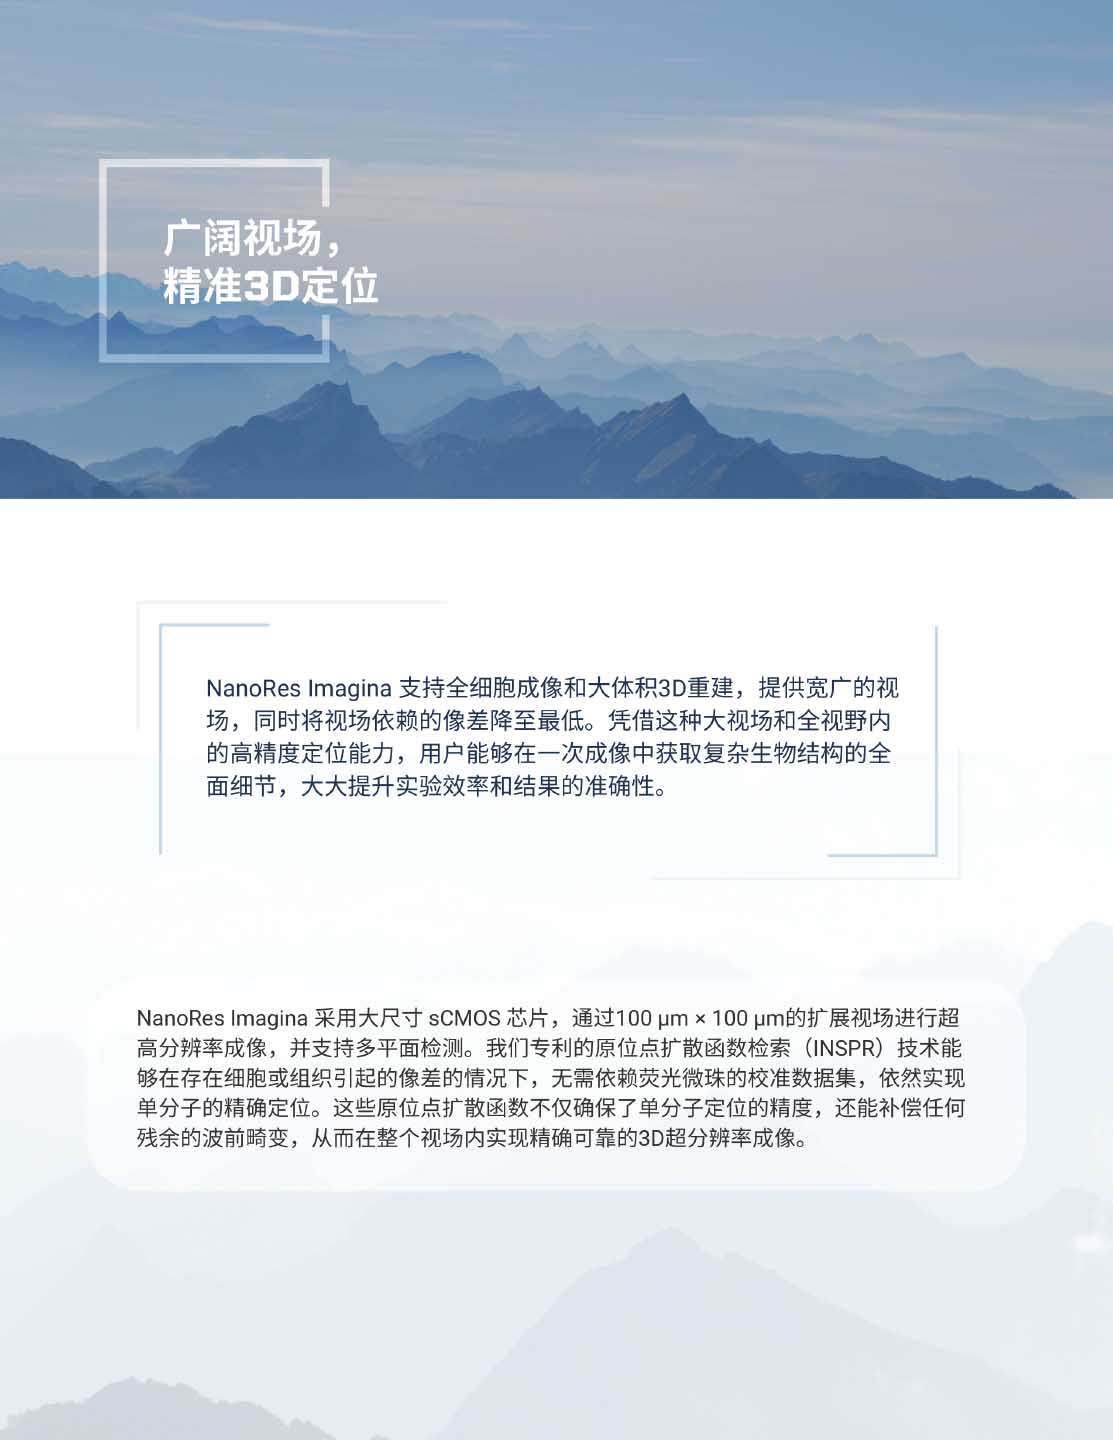 广阔视场，
精准3D定位
NanoRes Imagina 支持全细胞成像和大体积3D重建，提供宽广的视
场，同时将视场依赖的像差降至最低。凭借这种大视场和全视野内
的高精度定位能力，用户能够在一次成像中获取复杂生物结构的全
面细节，大大提升实验效率和结果的准确性。
NanoRes Imagina 采用大尺寸 sCMOS 芯片，通过100 μm × 100 μm的扩展视场进行超
高分辨率成像，并支持多平面检测。我们专利的原位点扩散函数检索（INSPR）技术能
够在存在细胞或组织引起的像差的情况下，无需依赖荧光微珠的校准数据集，依然实现
单分子的精确定位。这些原位点扩散函数不仅确保了单分子定位的精度，还能补偿任何
残余的波前畸变，从而在整个视场内实现精确可靠的3D超分辨率成像。